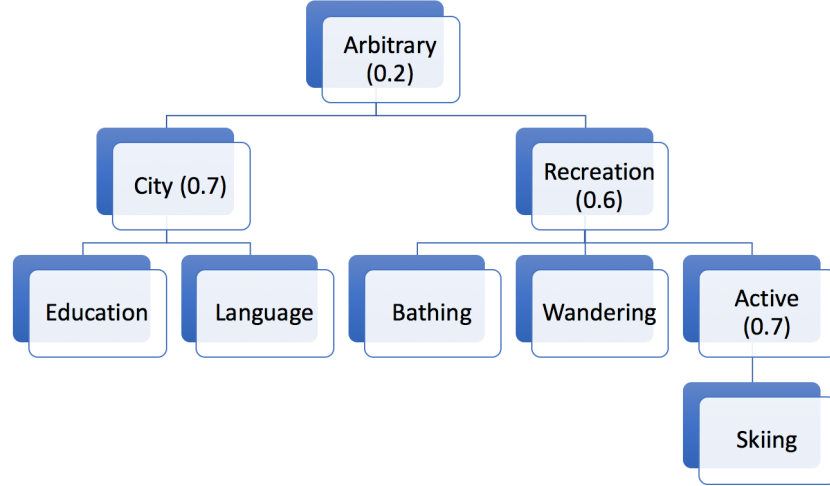 Arbitrary
(0.2)
City (0.7)
Recreation
(0.6)
Education
Language
Bathing
Wandering
Active
(0.7)
Skiing